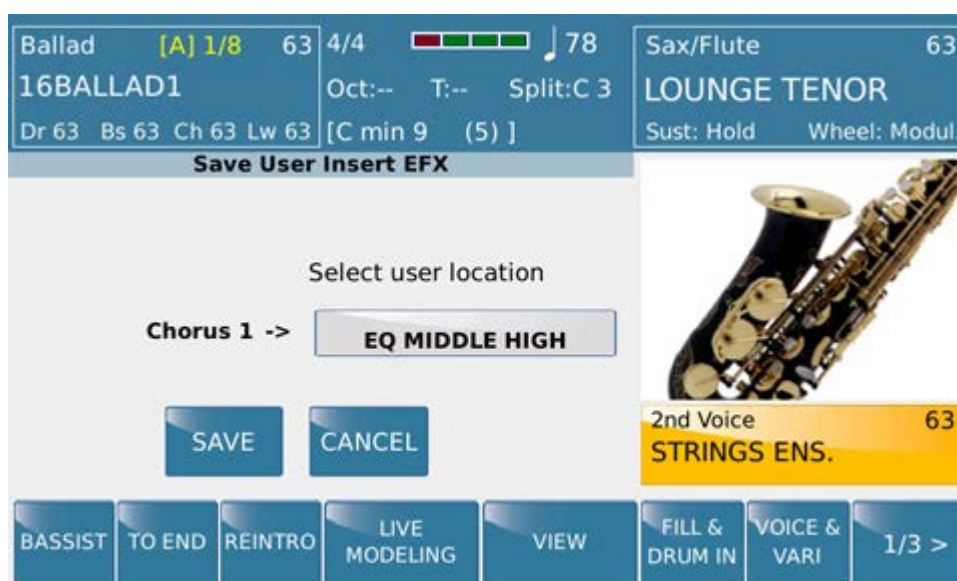 Ballad [A] 1/8 63
16BALLAD1
Dr 63 Bs 63 Ch 63 Lw 63
4/4 78
Oct:-- T:-- Split:C 3
[C min 9 (5) ]
Sax/Flute 63
LOUNGE TENOR
Sust: Hold Wheel: Modul.
Save User Insert EFX
Select user location
Chorus 1 -> EQ MIDDLE HIGH
SAVE CANCEL
2nd Voice 63
STRINGS ENS.
BASSIST
TO END
REINTRO
LIVE
MODELING
VIEW
FILL &
DRUM IN
VOICE &
VARI
1/3 >